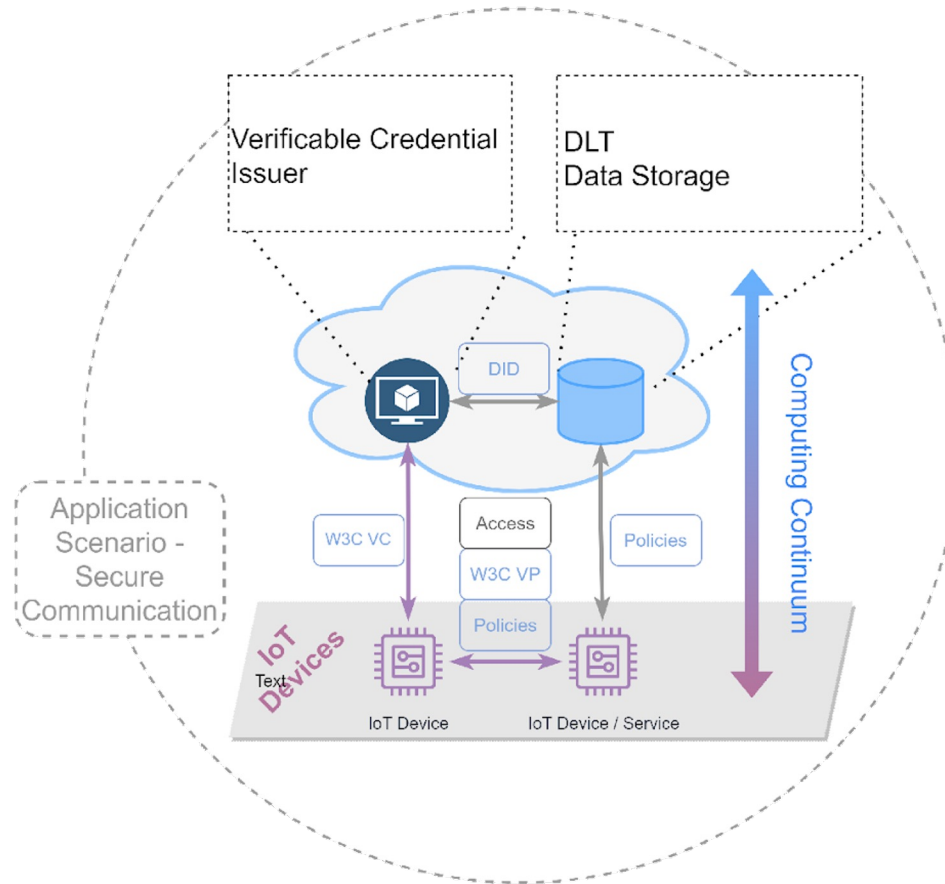 Verificable Credential
Issuer
DLT
Data Storage
DID
Computing Continuum
Application
Scenario -
Secure
Communication
W3C VC
Access
W3C VP
Policies
Policies
IoT
Devices
Text
IoT Device
IoT Device / Service